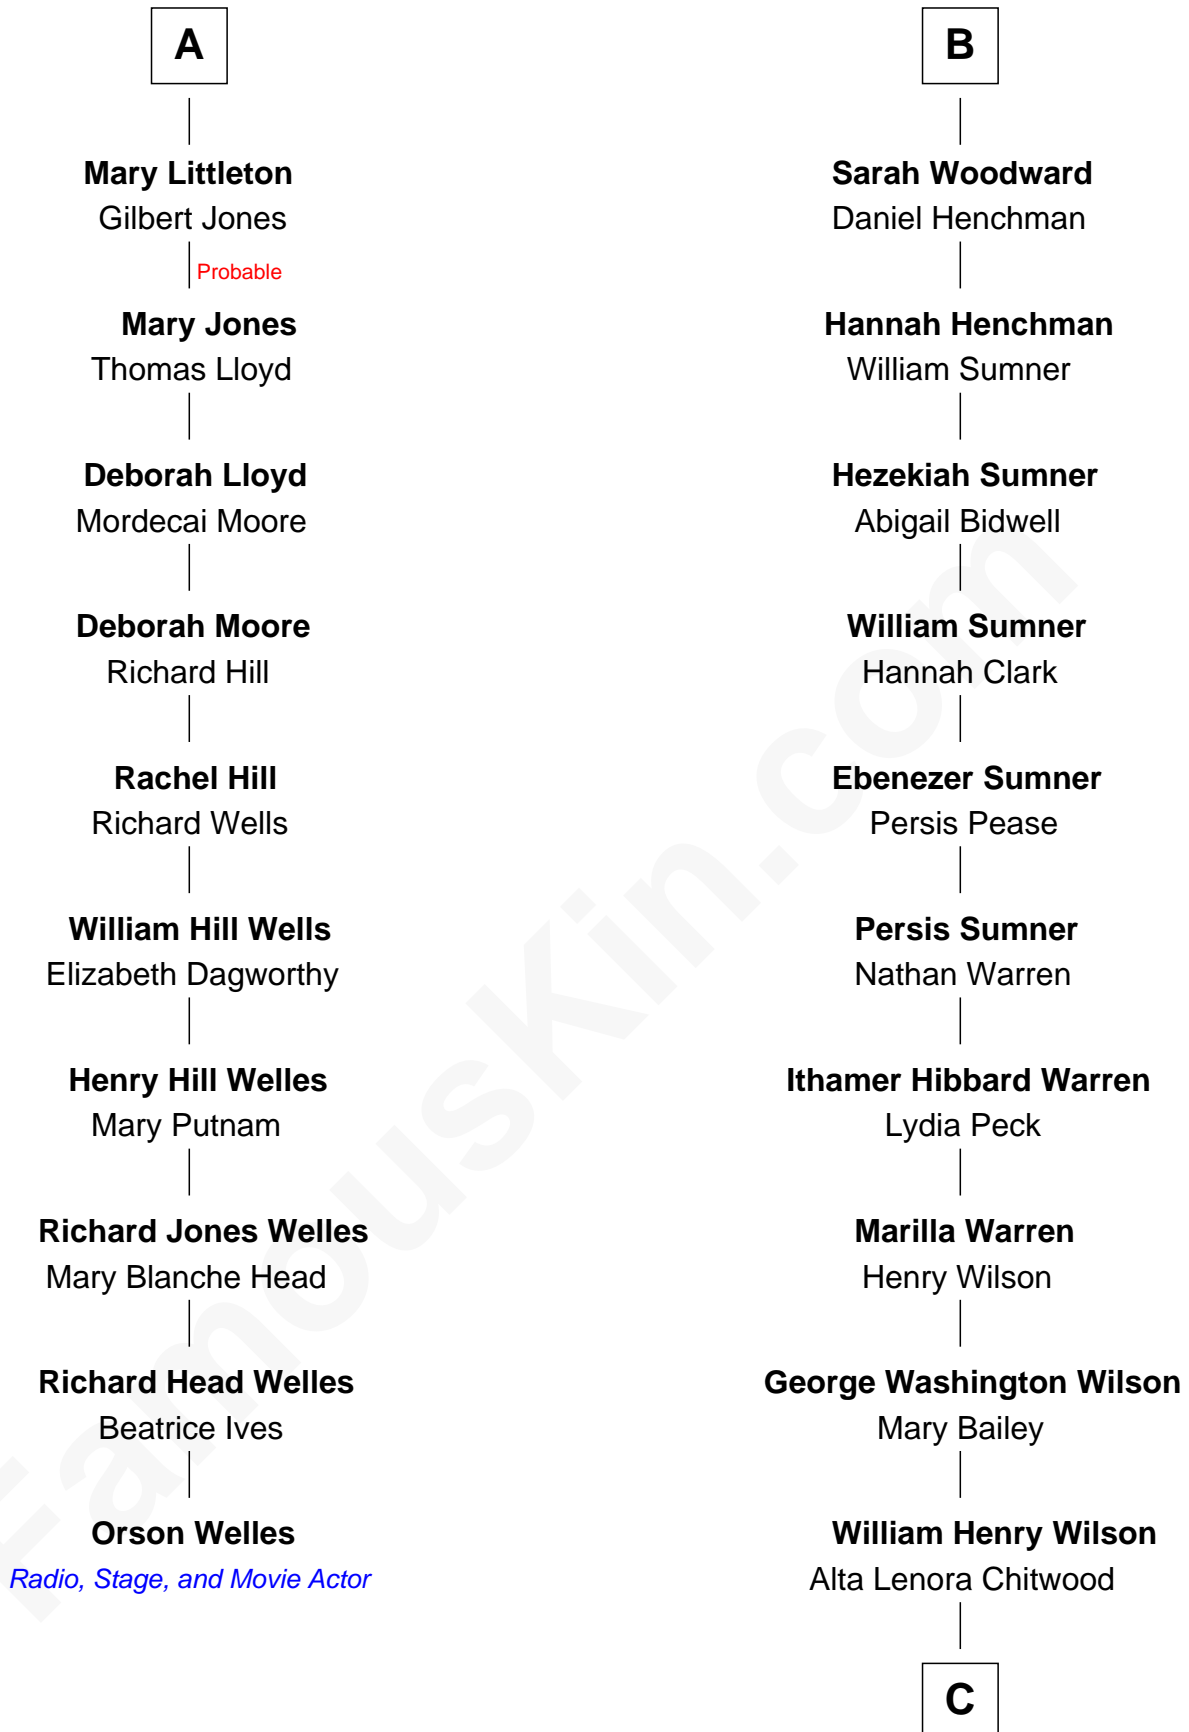 A
Mary Littleton
Gilbert Jones
Probable
Mary Jones
Thomas Lloyd
Deborah Lloyd
Mordecai Moore
Deborah Moore
Richard Hill
Rachel Hill
Richard Wells
William Hill Wells
Elizabeth Dagworthy
Henry Hill Welles
Mary Putnam
Richard Jones Welles
Mary Blanche Head
Richard Head Welles
Beatrice Ives
Orson Welles
Radio, Stage, and Movie Actor
B
Sarah Woodward
Daniel Henchman
Hannah Henchman
William Sumner
Hezekiah Sumner
Abigail Bidwell
William Sumner
Hannah Clark
Ebenezer Sumner
Persis Pease
Persis Sumner
Nathan Warren
Ithamer Hibbard Warren
Lydia Peck
Marilla Warren
Henry Wilson
George Washington Wilson
Mary Bailey
William Henry Wilson
Alta Lenora Chitwood
C
FamousKin.com